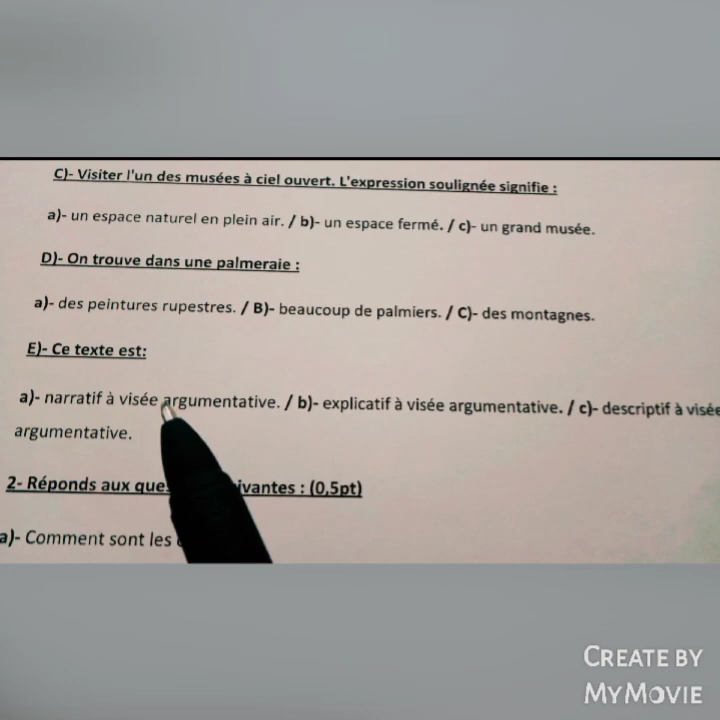 C)- Visiter l'un des musées à ciel ouvert. L'expression soulignée signifie :
a)- un espace naturel en plein air. / b)- un espace fermé. / c)- un grand musée.
D)- On trouve dans une palmeraie :
a)- des peintures rupestres. / B)- beaucoup de palmiers. / C)- des montagnes.
E)- Ce texte est:
a)- narratif à visée argumentative. / b)- explicatif à visée argumentative. / c)- descriptif à visée
argumentative.
2- Réponds aux ivantes : (0,5pt)
a)- Comment sont les
CREATE BY
MYMOVIE